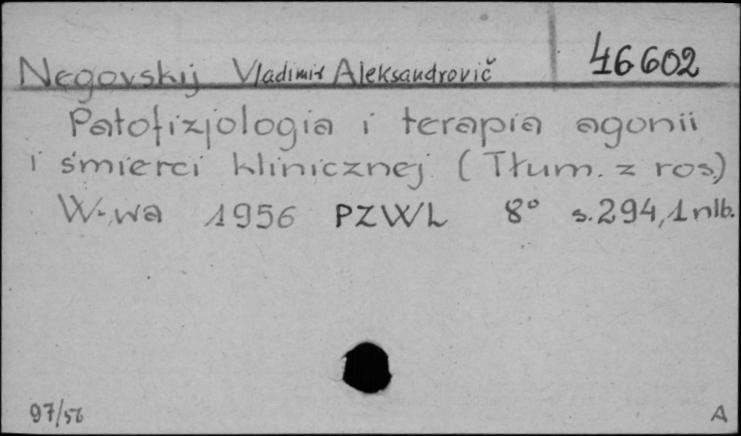 46602
Negovskij Vladimir Aleksandrovič
Patofizjologia i terapia agonii
i śmierci klinicznej (Tłum. z ros.)
W-wa 1956 PZWL 8° s. 294, 1 nlb.
97/56
A